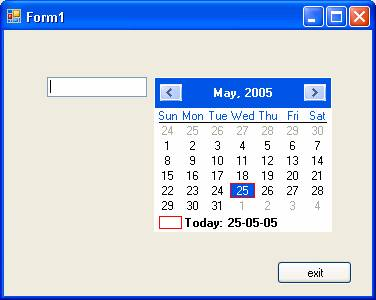 Form1
May, 2005
Sun Mon Tue Wed Thu Fri Sat
24 25 26 27 28 29 30
1 2 3 4 5 6 7
8 9 10 11 12 13 14
15 16 17 18 19 20 21
22 23 24 25 26 27 28
29 30 31 1 2 3 4
Today: 25-05-05
exit